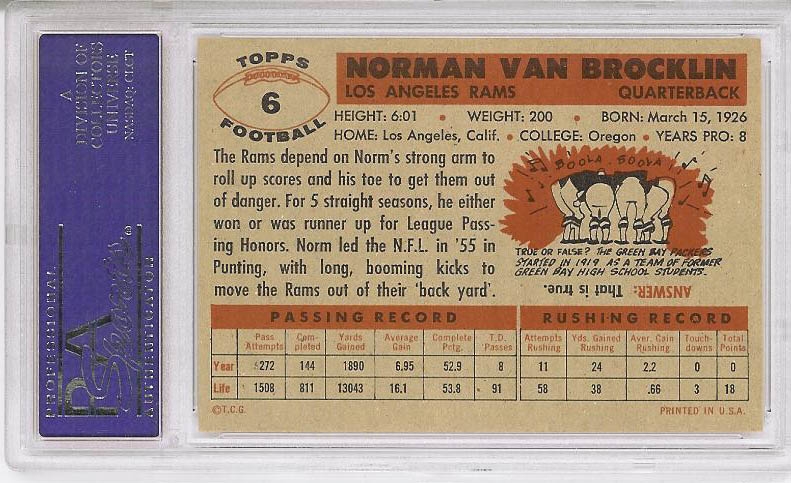 A
DIVISION OF
COLLECTORS
UNIVERSE
NASDAQ: CLCT
PROFESSIONAL
PSA
Sports
AUTHENTICATOR
TOPPS
6
FOOTBALL
NORMAN VAN BROCKLIN
LOS ANGELES RAMS QUARTERBACK
HEIGHT: 6:01 • WEIGHT: 200 • BORN: March 15, 1926
HOME: Los Angeles, Calif. • COLLEGE: Oregon • YEARS PRO: 8
The Rams depend on Norm's strong arm to
roll up scores and his toe to get them out
of danger. For 5 straight seasons, he either
won or was runner up for League Pass-
ing Honors. Norm led the N.F.L. in '55 in
Punting, with long, booming kicks to
move the Rams out of their 'back yard'.
BOOLA, BOOLA
TRUE OR FALSE? THE GREEN BAY PACKERS
STARTED IN 1919 AS A TEAM OF FORMER
GREEN BAY HIGH SCHOOL STUDENTS.
ANSWER: That is true.
PASSING RECORD
Pass Attempts Com-pleted Yards Gained Average Gain Complete Pctg. T.D. Passes
Year 272 144 1890 6.95 52.9 8
Life 1508 811 13043 16.1 53.8 91
RUSHING RECORD
Attempts Rushing Yds. Gained Rushing Aver. Gain Rushing Touch-downs Total Points
11 24 2.2 0 0
58 38 .66 3 18
©T.C.G. PRINTED IN U.S.A.